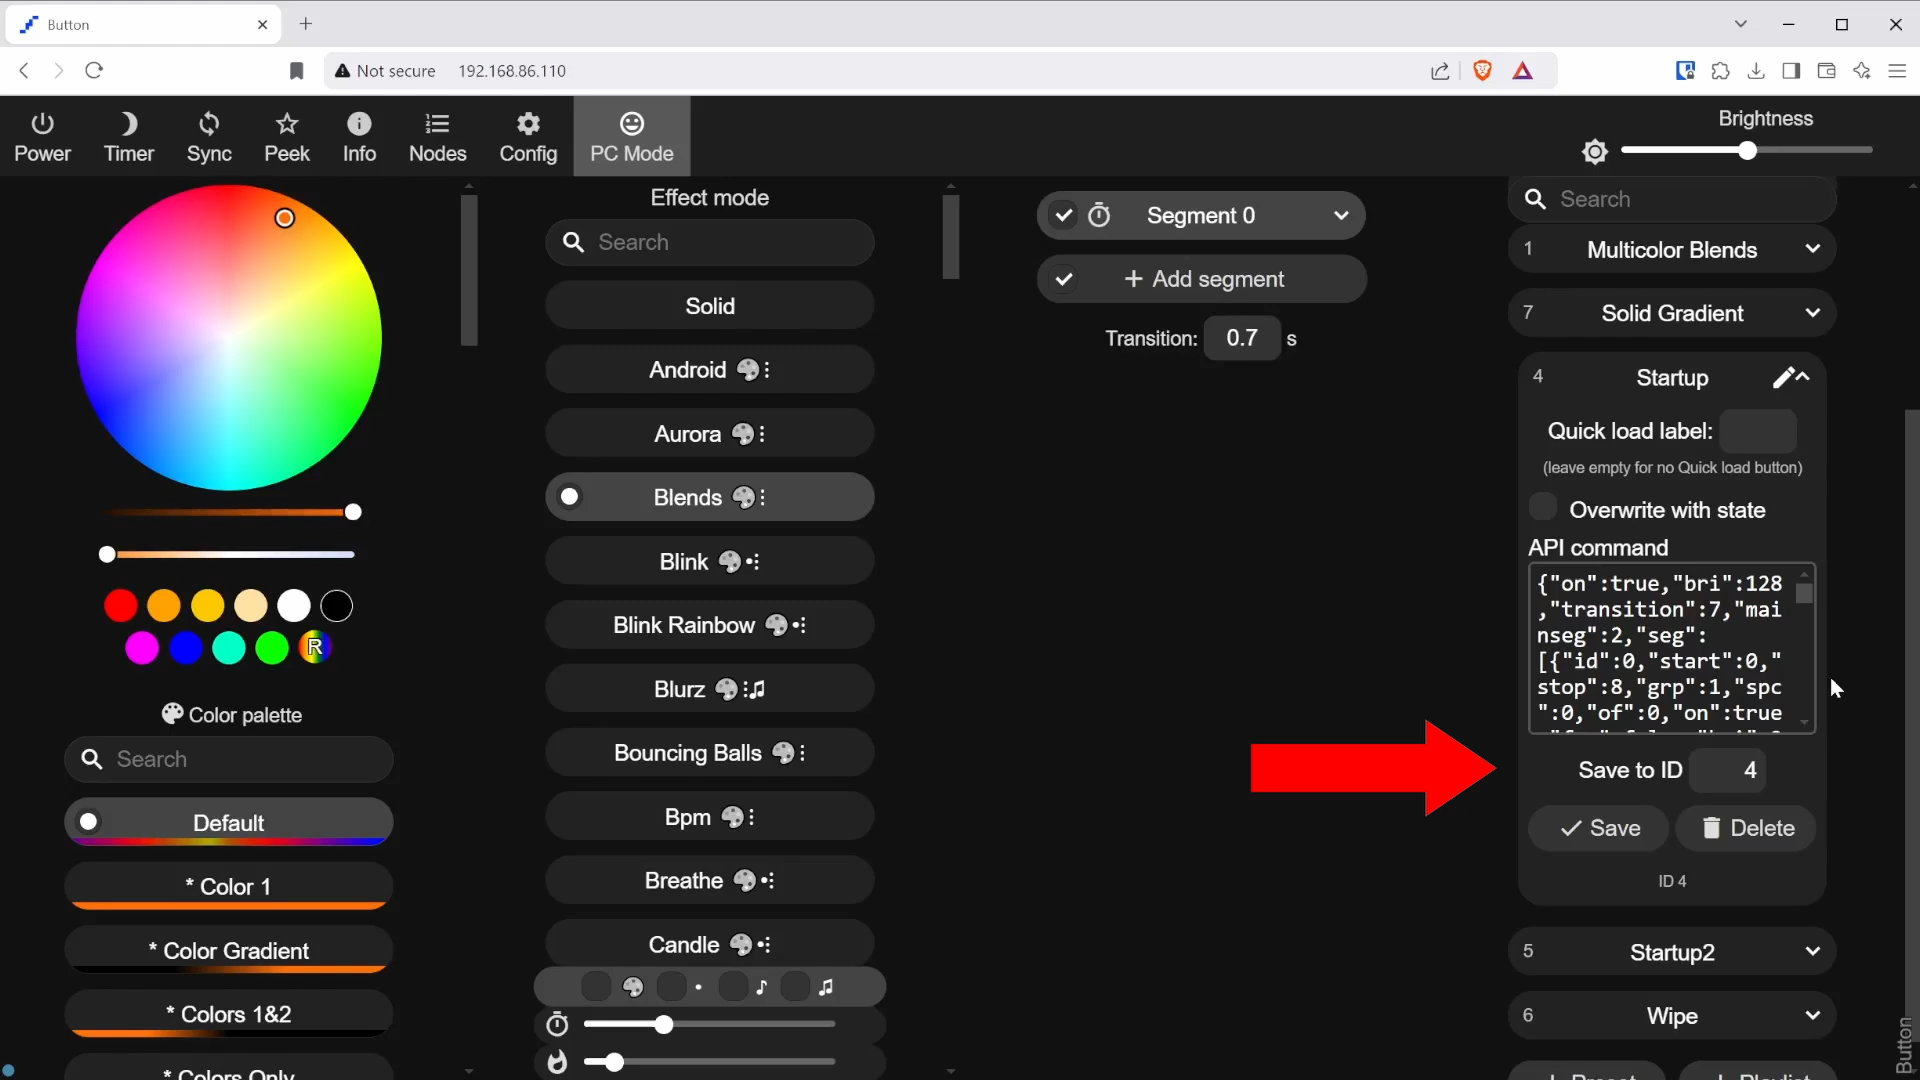 Button
Not secure
192.168.86.110
Power
Timer
Sync
Peek
Info
Nodes
Config
PC Mode
Brightness
R
Color palette
Search
Default
* Color 1
* Color Gradient
* Colors 1&2
* Colors Only
Effect mode
Search
Solid
Android
Aurora
Blends
Blink
Blink Rainbow
Blurz
Bouncing Balls
Bpm
Breathe
Candle
Segment 0
+ Add segment
Transition: 0.7 s
Search
1 Multicolor Blends
7 Solid Gradient
4 Startup
Quick load label:
(leave empty for no Quick load button)
Overwrite with state
API command
{"on":true,"bri":128
,"transition":7,"mai
nseg":2,"seg":
[{"id":0,"start":0,"
stop":8,"grp":1,"spc
":0,"of":0,"on":true
Save to ID 4
Save
Delete
ID 4
5 Startup2
6 Wipe
+ Preset
+ Playlist
Button